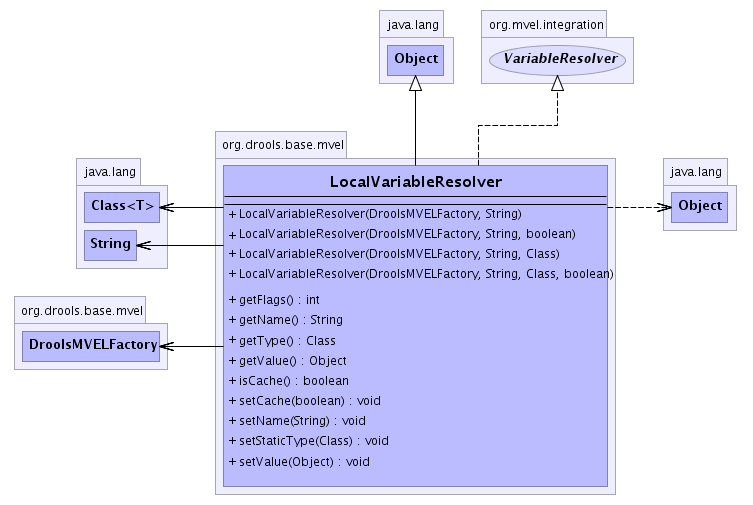 java.lang
Object
org.mvel.integration
VariableResolver
org.drools.base.mvel
LocalVariableResolver
+ LocalVariableResolver(DroolsMVELFactory, String)
+ LocalVariableResolver(DroolsMVELFactory, String, boolean)
+ LocalVariableResolver(DroolsMVELFactory, String, Class)
+ LocalVariableResolver(DroolsMVELFactory, String, Class, boolean)
+ getFlags() : int
+ getName() : String
+ getType() : Class
+ getValue() : Object
+ isCache() : boolean
+ setCache(boolean) : void
+ setName(String) : void
+ setStaticType(Class) : void
+ setValue(Object) : void
java.lang
Class<T>
String
org.drools.base.mvel
DroolsMVELFactory
java.lang
Object